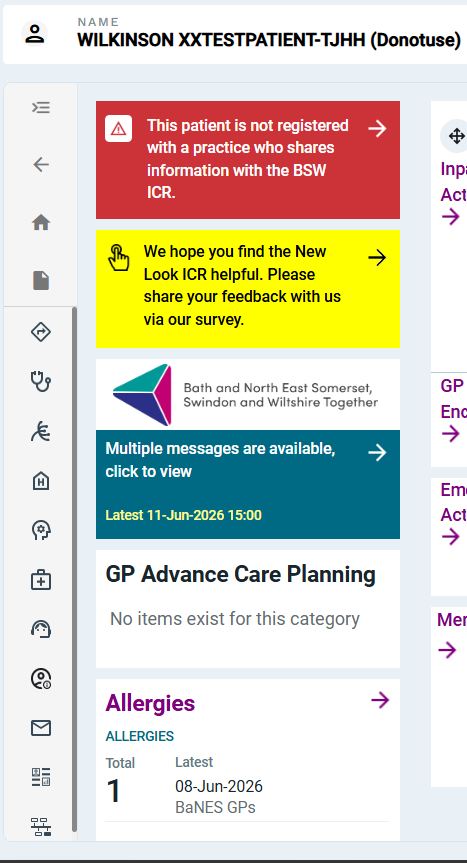 NAME
WILKINSON XXTESTPATIENT-TJHH (Donotuse)
This patient is not registered
with a practice who shares
information with the BSW
ICR.
We hope you find the New
Look ICR helpful. Please
share your feedback with us
via our survey.
Bath and North East Somerset,
Swindon and Wiltshire Together
Multiple messages are available,
click to view
Latest 11-Jun-2026 15:00
GP Advance Care Planning
No items exist for this category
Allergies
ALLERGIES
Total
Latest
1
08-Jun-2026
BaNES GPs
Inpa
Act
GP
Enc
Eme
Act
Mer